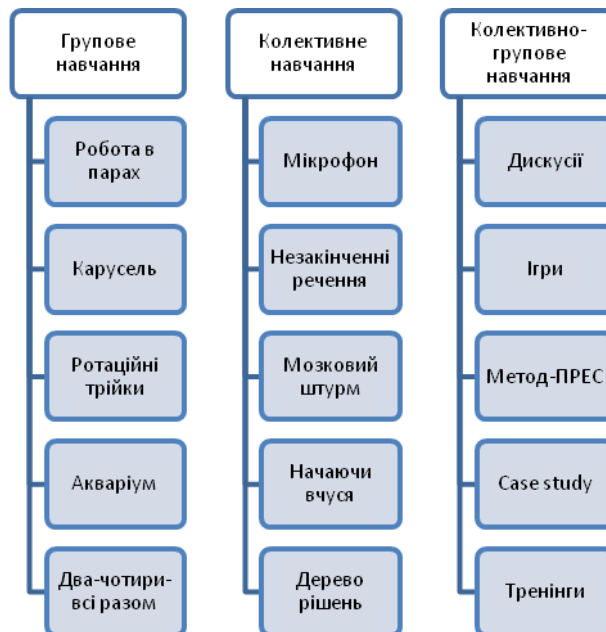 Групове
навчання
Робота в
парах
Карусель
Ротаційні
трійки
Акваріум
Два-чотири-
всі разом
Колективне
навчання
Мікрофон
Незакінченні
речення
Мозковий
штурм
Начаючи
вчуся
Дерево
рішень
Колективно-
групове
навчання
Дискусії
Ігри
Метод-ПРЕС
Case study
Тренінги